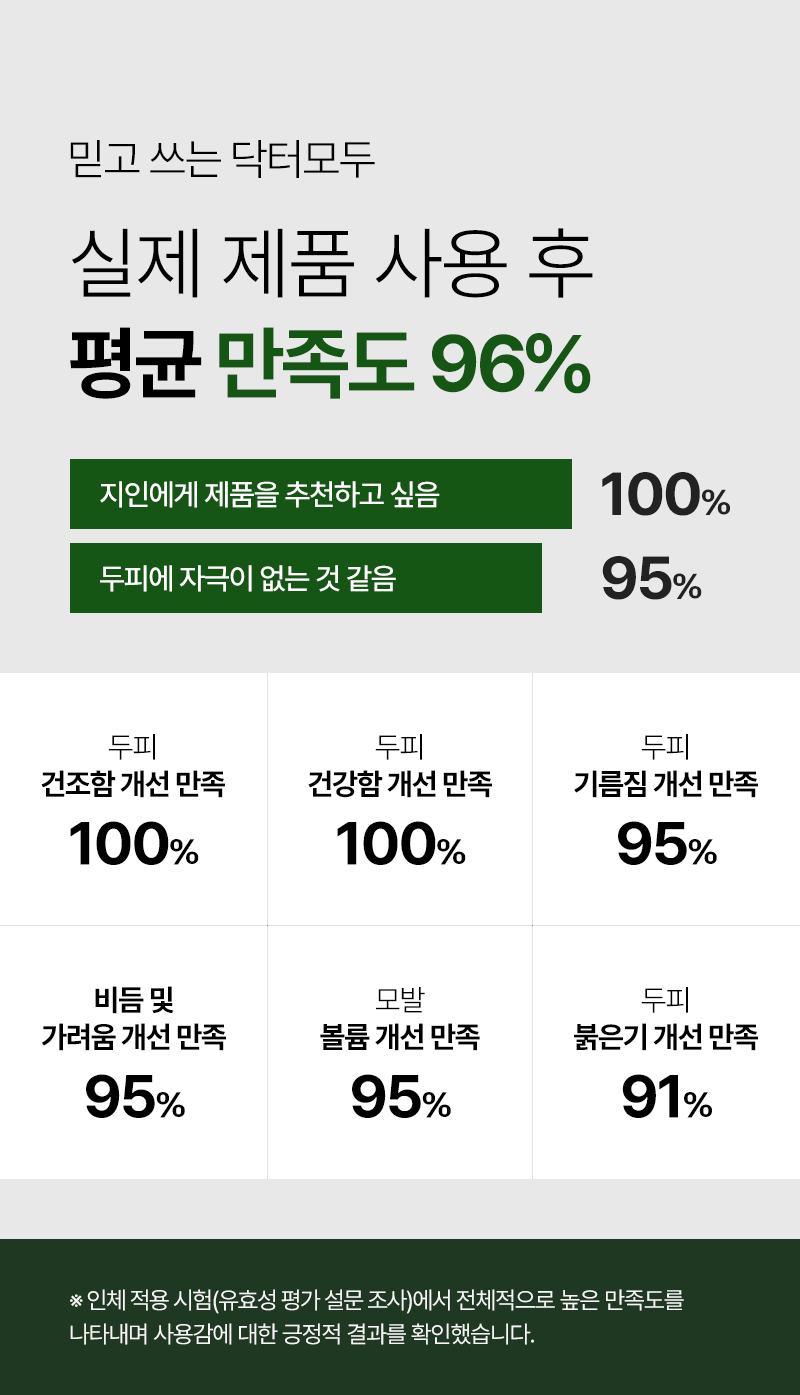 믿고 쓰는 닥터모두
실제 제품 사용 후
평균 만족도 96%
지인에게 제품을 추천하고 싶음 100%
두피에 자극이 없는 것 같음 95%
두피
건조함 개선 만족
100%
두피
건강함 개선 만족
100%
두피
기름짐 개선 만족
95%
비듬 및
가려움 개선 만족
95%
모발
볼륨 개선 만족
95%
두피
붉은기 개선 만족
91%
※ 인체 적용 시험(유효성 평가 설문 조사)에서 전체적으로 높은 만족도를
나타내며 사용감에 대한 긍정적 결과를 확인했습니다.